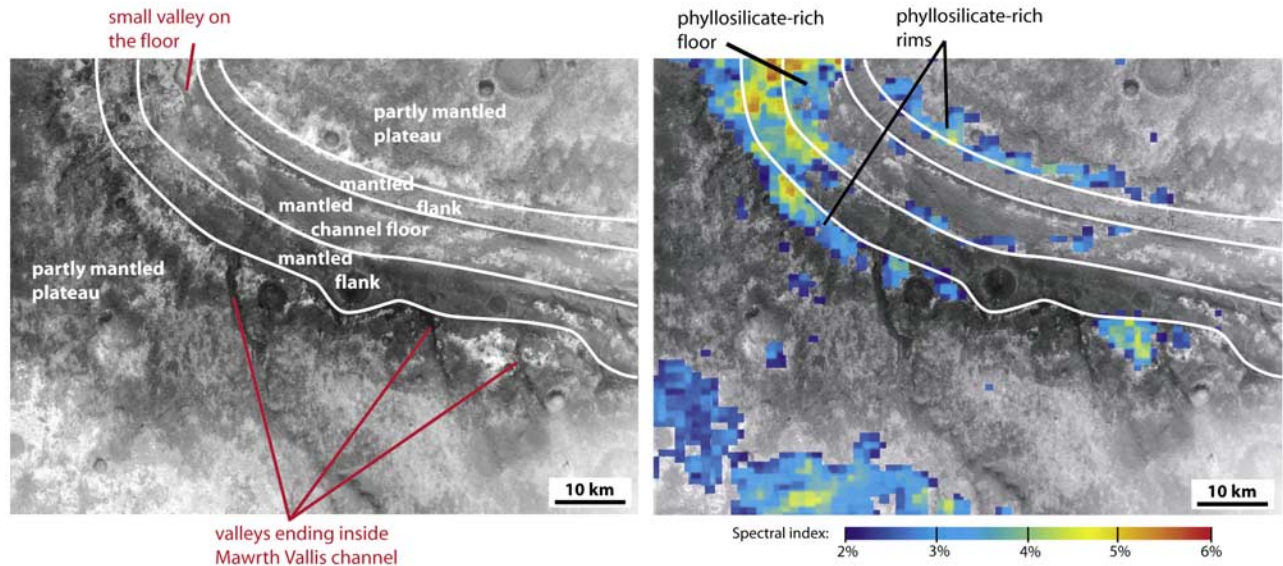 small valley on
the floor
partly mantled
plateau
mantled
flank
mantled
channel floor
mantled
flank
partly mantled
plateau
10 km
valleys ending inside
Mawrth Vallis channel
phyllosilicate-rich
floor
phyllosilicate-rich
rims
10 km
Spectral index:
2%
3%
4%
5%
6%